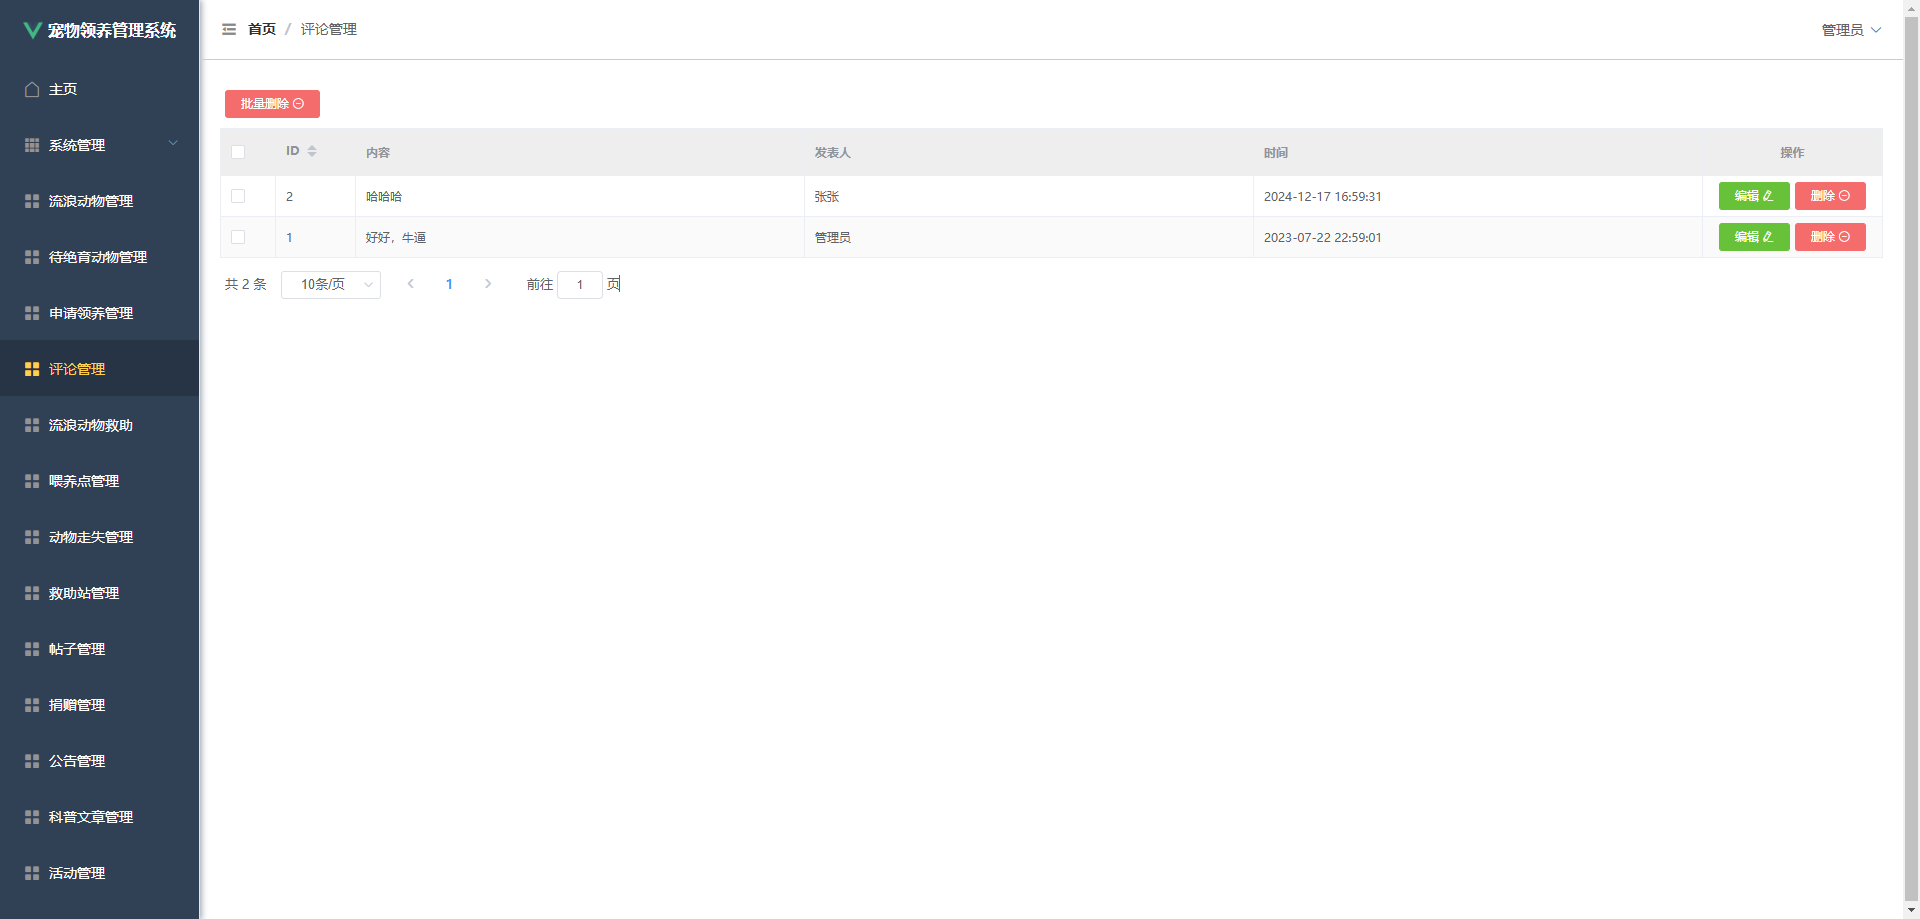 宠物领养管理系统
主页
系统管理
流浪动物管理
待绝育动物管理
申请领养管理
评论管理
流浪动物救助
喂养点管理
动物走失管理
救助站管理
帖子管理
捐赠管理
公告管理
科普文章管理
活动管理
首页 / 评论管理
管理员
批量删除
ID 内容 发表人 时间 操作
2 哈哈哈 张张 2024-12-17 16:59:31 编辑 删除
1 好好，牛逼 管理员 2023-07-22 22:59:01 编辑 删除
共 2 条 10条/页 1 前往 1 页